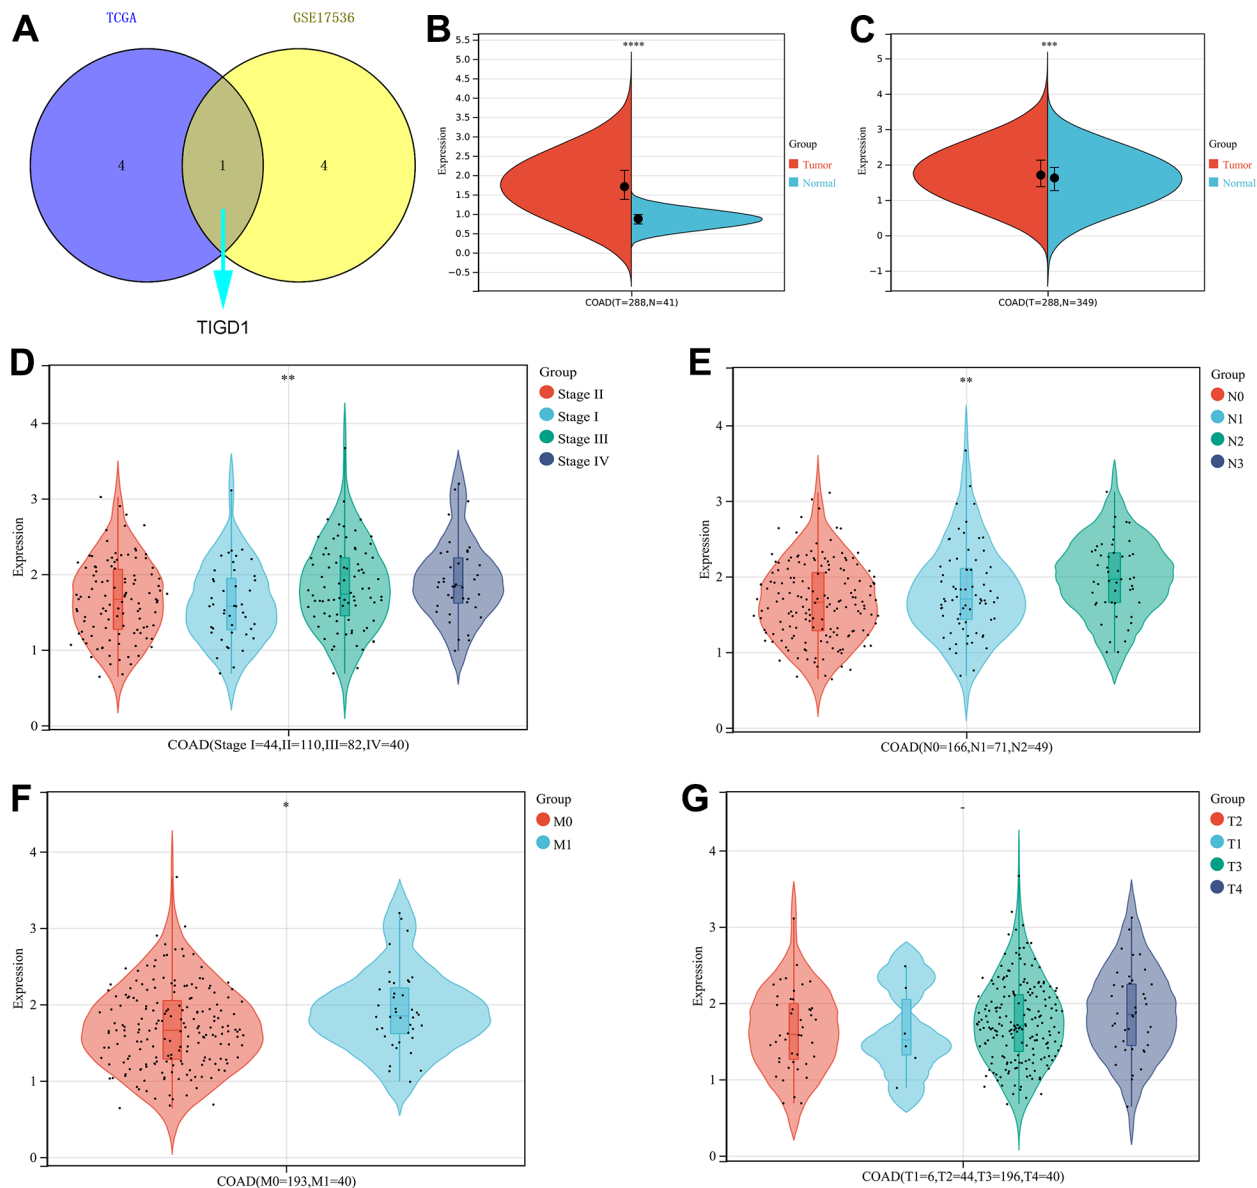 A
TCGA
GSE17536
4
1
4
TIGD1
B
****
Expression
5.5
5.0
4.5
4.0
3.5
3.0
2.5
2.0
1.5
1.0
0.5
0.0
−0.5
COAD(T=288,N=41)
Group
Tumor
Normal
C
***
Expression
5
4
3
2
1
0
−1
COAD(T=288,N=349)
Group
Tumor
Normal
D
**
Expression
4
3
2
1
0
COAD(Stage I=44,II=110,III=82,IV=40)
Group
Stage II
Stage I
Stage III
Stage IV
E
**
Expression
4
3
2
1
0
COAD(N0=166,N1=71,N2=49)
Group
N0
N1
N2
N3
F
*
Expression
4
3
2
1
0
COAD(M0=193,M1=40)
Group
M0
M1
G
-
Expression
4
3
2
1
0
COAD(T1=6,T2=44,T3=196,T4=40)
Group
T2
T1
T3
T4